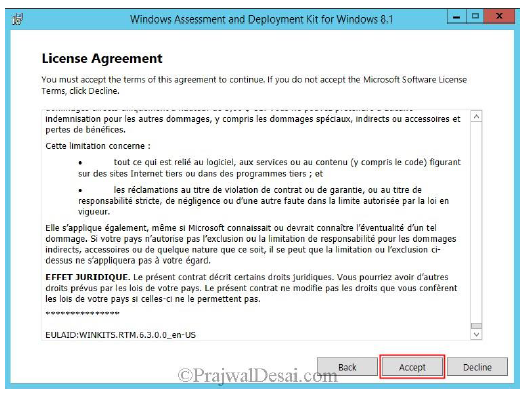 Windows Assessment and Deployment Kit for Windows 8.1
License Agreement
You must accept the terms of this agreement to continue. If you do not accept the Microsoft Software License
Terms, click Decline.
indemnisation pour les autres dommages, y compris les dommages spéciaux, indirects ou accessoires et
pertes de bénéfices.
Cette limitation concerne :
• tout ce qui est relié au logiciel, aux services ou au contenu (y compris le code) figurant
sur des sites Internet tiers ou dans des programmes tiers ; et
• les réclamations au titre de violation de contrat ou de garantie, ou au titre de
responsabilité stricte, de négligence ou d'une autre faute dans la limite autorisée par la loi en
vigueur.
Elle s'applique également, même si Microsoft connaissait ou devrait connaître l'éventualité d'un tel
dommage. Si votre pays n'autorise pas l'exclusion ou la limitation de responsabilité pour les dommages
indirects, accessoires ou de quelque nature que ce soit, il se peut que la limitation ou l'exclusion ci-
dessus ne s'appliquera pas à votre égard.
EFFET JURIDIQUE. Le présent contrat décrit certains droits juridiques. Vous pourriez avoir d'autres
droits prévus par les lois de votre pays. Le présent contrat ne modifie pas les droits que vous confèrent
les lois de votre pays si celles-ci ne le permettent pas.
***************
EULAID:WINKITS.RTM.6.3.0.0_en-US
Back Accept Decline
©PrajwalDesai.com